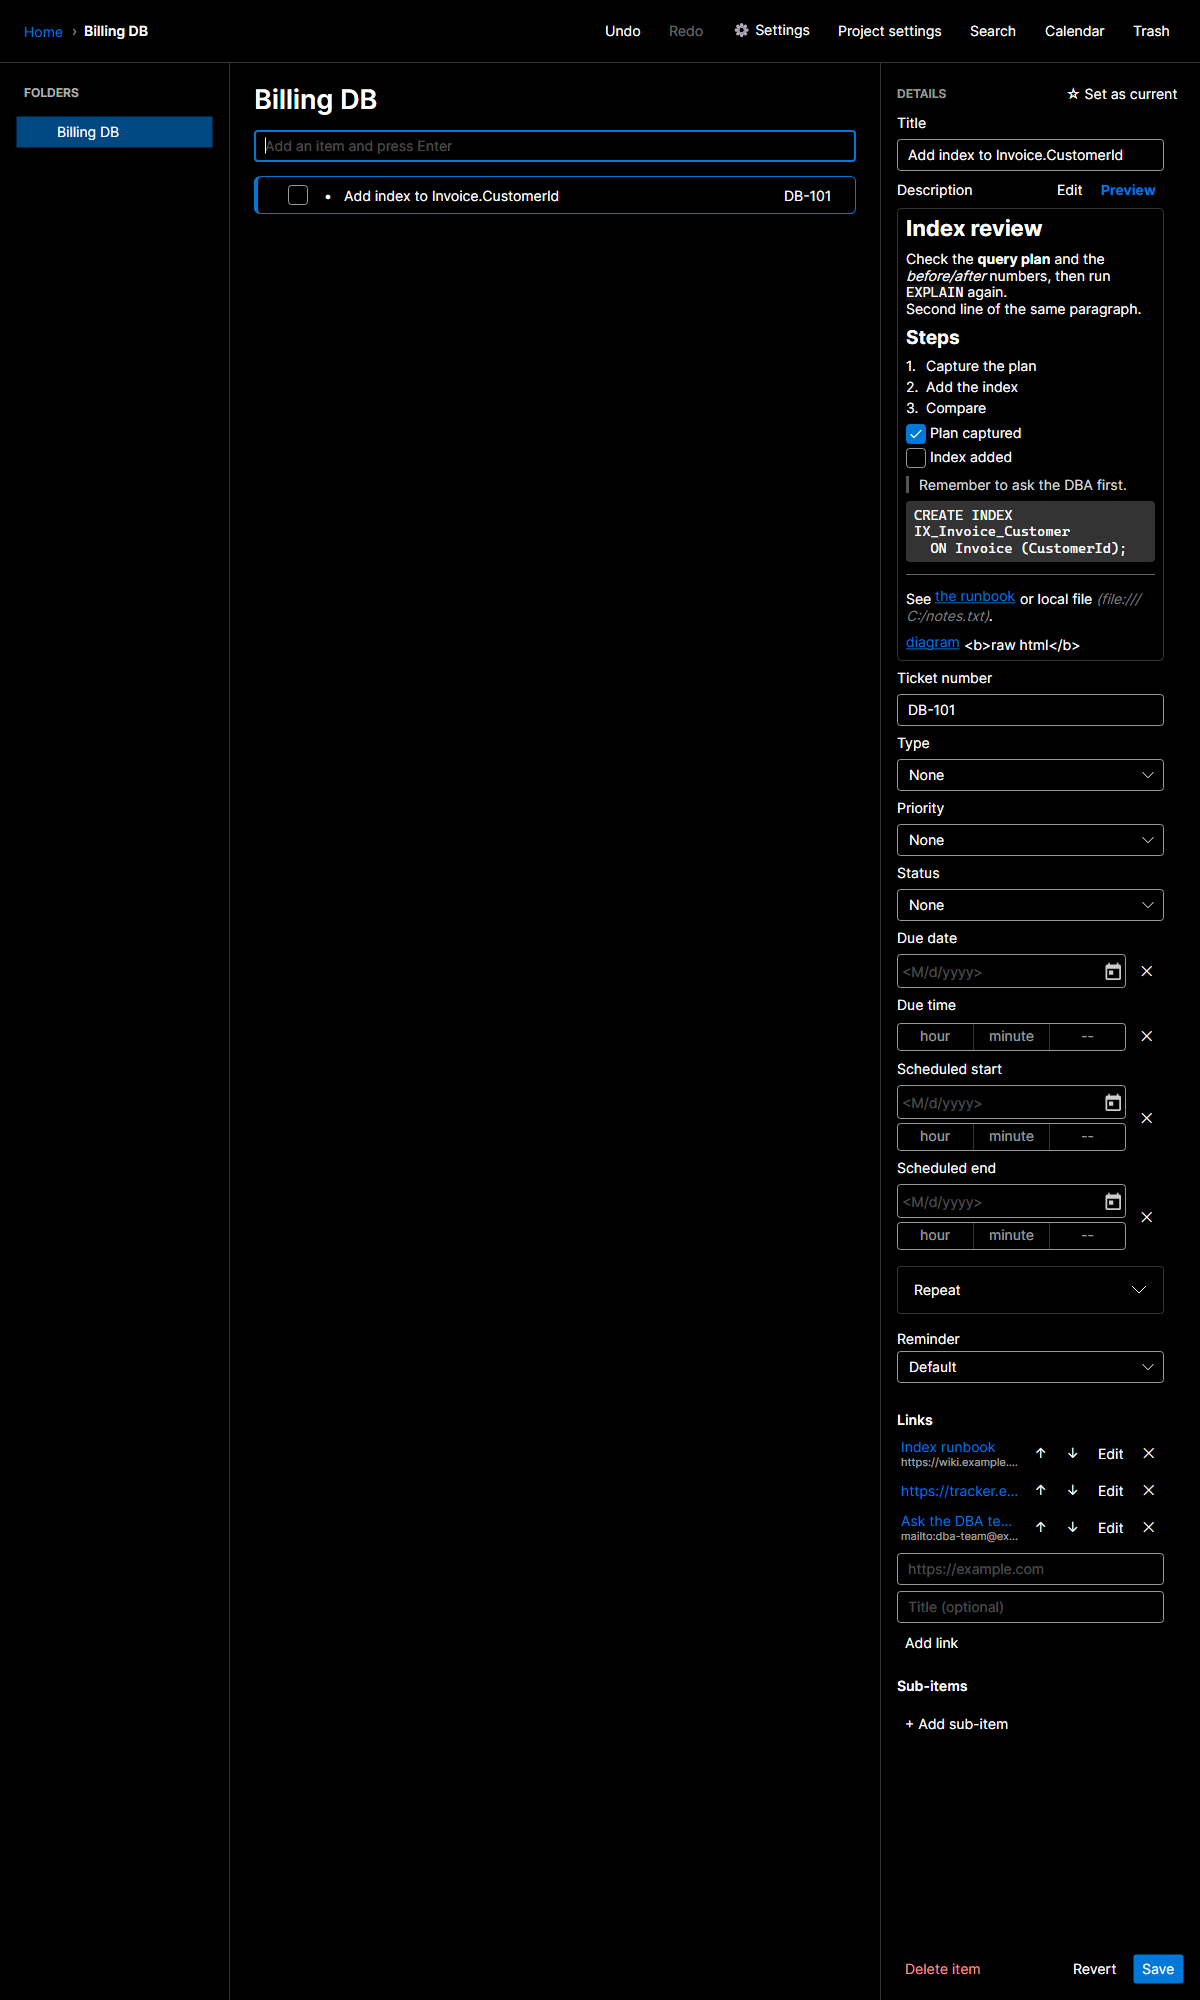 Home › Billing DB
Undo Redo Settings Project settings Search Calendar Trash
FOLDERS
Billing DB
Billing DB
Add an item and press Enter
• Add index to Invoice.CustomerId DB-101
DETAILS ☆ Set as current
Title
Add index to Invoice.CustomerId
Description Edit Preview
Index review
Check the query plan and the
before/after numbers, then run
EXPLAIN again.
Second line of the same paragraph.
Steps
1. Capture the plan
2. Add the index
3. Compare
Plan captured
Index added
Remember to ask the DBA first.
CREATE INDEX
IX_Invoice_Customer
ON Invoice (CustomerId);
See the runbook or local file (file:///
C:/notes.txt).
diagram <b>raw html</b>
Ticket number
DB-101
Type
None
Priority
None
Status
None
Due date
<M/d/yyyy>
Due time
hour minute --
Scheduled start
<M/d/yyyy>
hour minute --
Scheduled end
<M/d/yyyy>
hour minute --
Repeat
Reminder
Default
Links
Index runbook
https://wiki.example....
↑ ↓ Edit ×
https://tracker.e... ↑ ↓ Edit ×
Ask the DBA te...
mailto:dba-team@ex...
↑ ↓ Edit ×
https://example.com
Title (optional)
Add link
Sub-items
+ Add sub-item
Delete item Revert Save